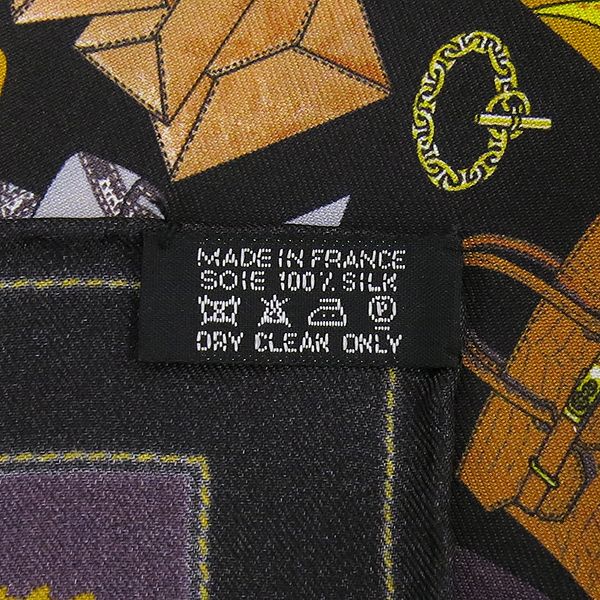 MADE IN FRANCE
SOIE 100% SILK
P
DRY CLEAN ONLY